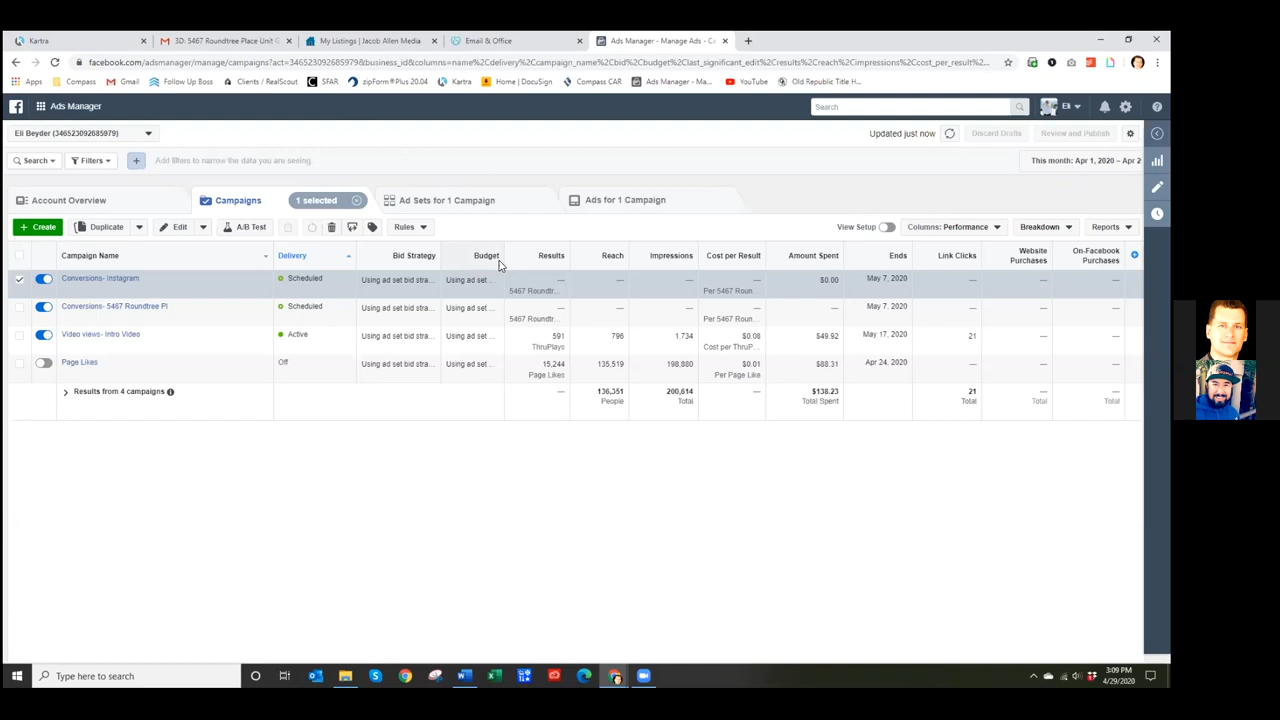 Kartra
3D: 5467 Roundtree Place Unit G
My Listings | Jacob Allen Media
Email & Office
Ads Manager - Manage Ads - Ca
facebook.com/adsmanager/manage/campaigns?act=346523092685979&business_id&columns=name%2Cdelivery%2Ccampaign_name%2Cbid%2Cbudget%2Clast_significant_edit%2Cresults%2Creach%2Cimpressions%2Ccost_per_result%2C...
Apps
Compass
Gmail
Follow Up Boss
Clients / RealScout
SFAR
zipForm®Plus 20.04
Kartra
Home | DocuSign
Compass CAR
Ads Manager - Ma...
Old Republic Title H...
Ads Manager
Search
Eli
Eli Beyder (346523092685979)
Updated just now
Discard Drafts
Review and Publish
Search
Filters
Add filters to narrow the data you are seeing.
This month: Apr 1, 2020 – Apr 2
Account Overview
Campaigns
1 selected
Ad Sets for 1 Campaign
Ads for 1 Campaign
+ Create
Duplicate
Edit
A/B Test
Rules
View Setup
Columns: Performance
Breakdown
Reports
Campaign Name
Delivery
Bid Strategy
Budget
Results
Reach
Impressions
Cost per Result
Amount Spent
Ends
Link Clicks
Website
Purchases
On-Facebook
Purchases
Conversions- Instagram
Scheduled
Using ad set bid stra...
Using ad set ...
—
5467 Roundtr...
—
—
—
Per 5467 Roun...
$0.00
May 7, 2020
—
—
—
Conversions- 5467 Roundtree Pl
Scheduled
Using ad set bid stra...
Using ad set ...
—
5467 Roundtr...
—
—
—
Per 5467 Roun...
—
May 7, 2020
—
—
—
Video views- Intro Video
Active
Using ad set bid stra...
Using ad set ...
591
ThruPlays
796
1,734
$0.08
Cost per ThruP...
$49.92
May 17, 2020
21
—
—
Page Likes
Off
Using ad set bid stra...
Using ad set ...
15,244
Page Likes
135,519
198,880
$0.01
Per Page Like
$88.31
Apr 24, 2020
—
—
—
Results from 4 campaigns
—
136,351
People
200,614
Total
—
$138.23
Total Spent
21
Total
—
Total
—
Total
Type here to search
3:09 PM
4/29/2020